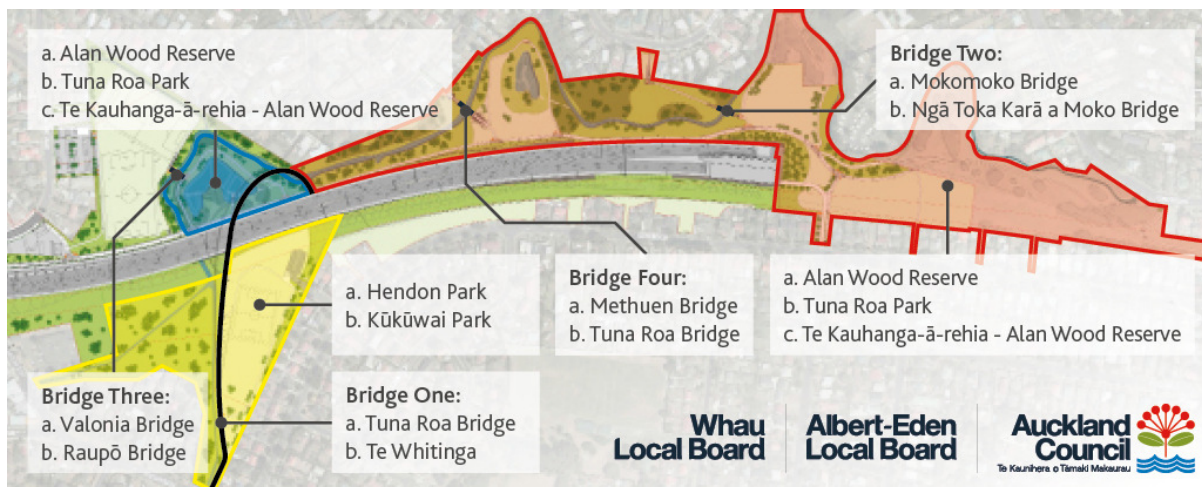 a. Alan Wood Reserve
b. Tuna Roa Park
c. Te Kauhanga-ā-rehia - Alan Wood Reserve
Bridge Two:
a. Mokomoko Bridge
b. Ngā Toka Karā a Moko Bridge
a. Hendon Park
b. Kūkūwai Park
Bridge Four:
a. Methuen Bridge
b. Tuna Roa Bridge
a. Alan Wood Reserve
b. Tuna Roa Park
c. Te Kauhanga-ā-rehia - Alan Wood Reserve
Bridge Three:
a. Valonia Bridge
b. Raupō Bridge
Bridge One:
a. Tuna Roa Bridge
b. Te Whitinga
Whau
Local Board
Albert-Eden
Local Board
Auckland
Council
Te Kaunihera o Tāmaki Makaurau